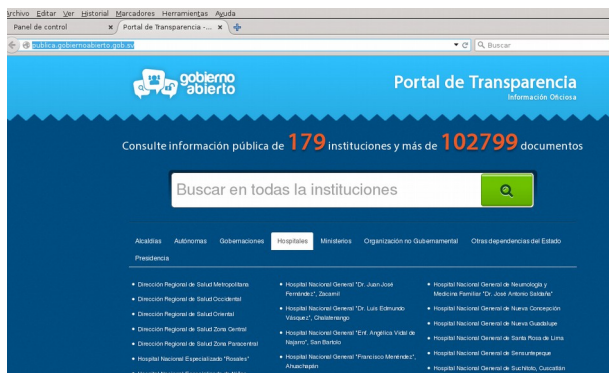 Archivo Editar Ver Historial Marcadores Herramientas Ayuda
Panel de control × Portal de Transparencia -... ×
publica.gobiernoabierto.gob.sv
Buscar
gobierno
abierto
Portal de Transparencia
Información Oficiosa
Consulte información pública de 179 instituciones y más de 102799 documentos
Buscar en todas la instituciones
Alcaldías Autónomas Gobernaciones Hospitales Ministerios Organización no Gubernamental Otras dependencias del Estado
Presidencia
• Dirección Regional de Salud Metropolitana
• Dirección Regional de Salud Occidental
• Dirección Regional de Salud Oriental
• Dirección Regional de Salud Zona Central
• Dirección Regional de Salud Zona Paracentral
• Hospital Nacional Especializado "Rosales"
• Hospital Nacional General "Dr. Juan José
Fernández", Zacamil
• Hospital Nacional General "Dr. Luis Edmundo
Vásquez", Chalatenango
• Hospital Nacional General "Enf. Angélica Vidal de
Najarro", San Bartolo
• Hospital Nacional General "Francisco Menéndez",
Ahuachapán
• Hospital Nacional General de Neumología y
Medicina Familiar "Dr. José Antonio Saldaña"
• Hospital Nacional General de Nueva Concepción
• Hospital Nacional General de Nueva Guadalupe
• Hospital Nacional General de Santa Rosa de Lima
• Hospital Nacional General de Sensuntepeque
• Hospital Nacional General de Suchitoto, Cuscatlán